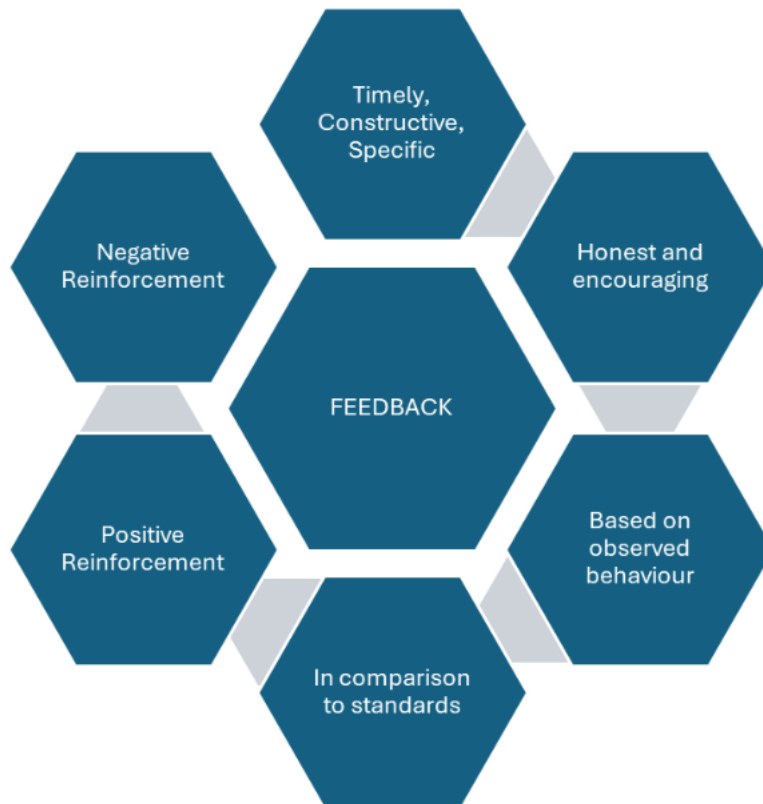 Timely,
Constructive,
Specific
Honest and
encouraging
Based on
observed
behaviour
In comparison
to standards
Positive
Reinforcement
Negative
Reinforcement
FEEDBACK